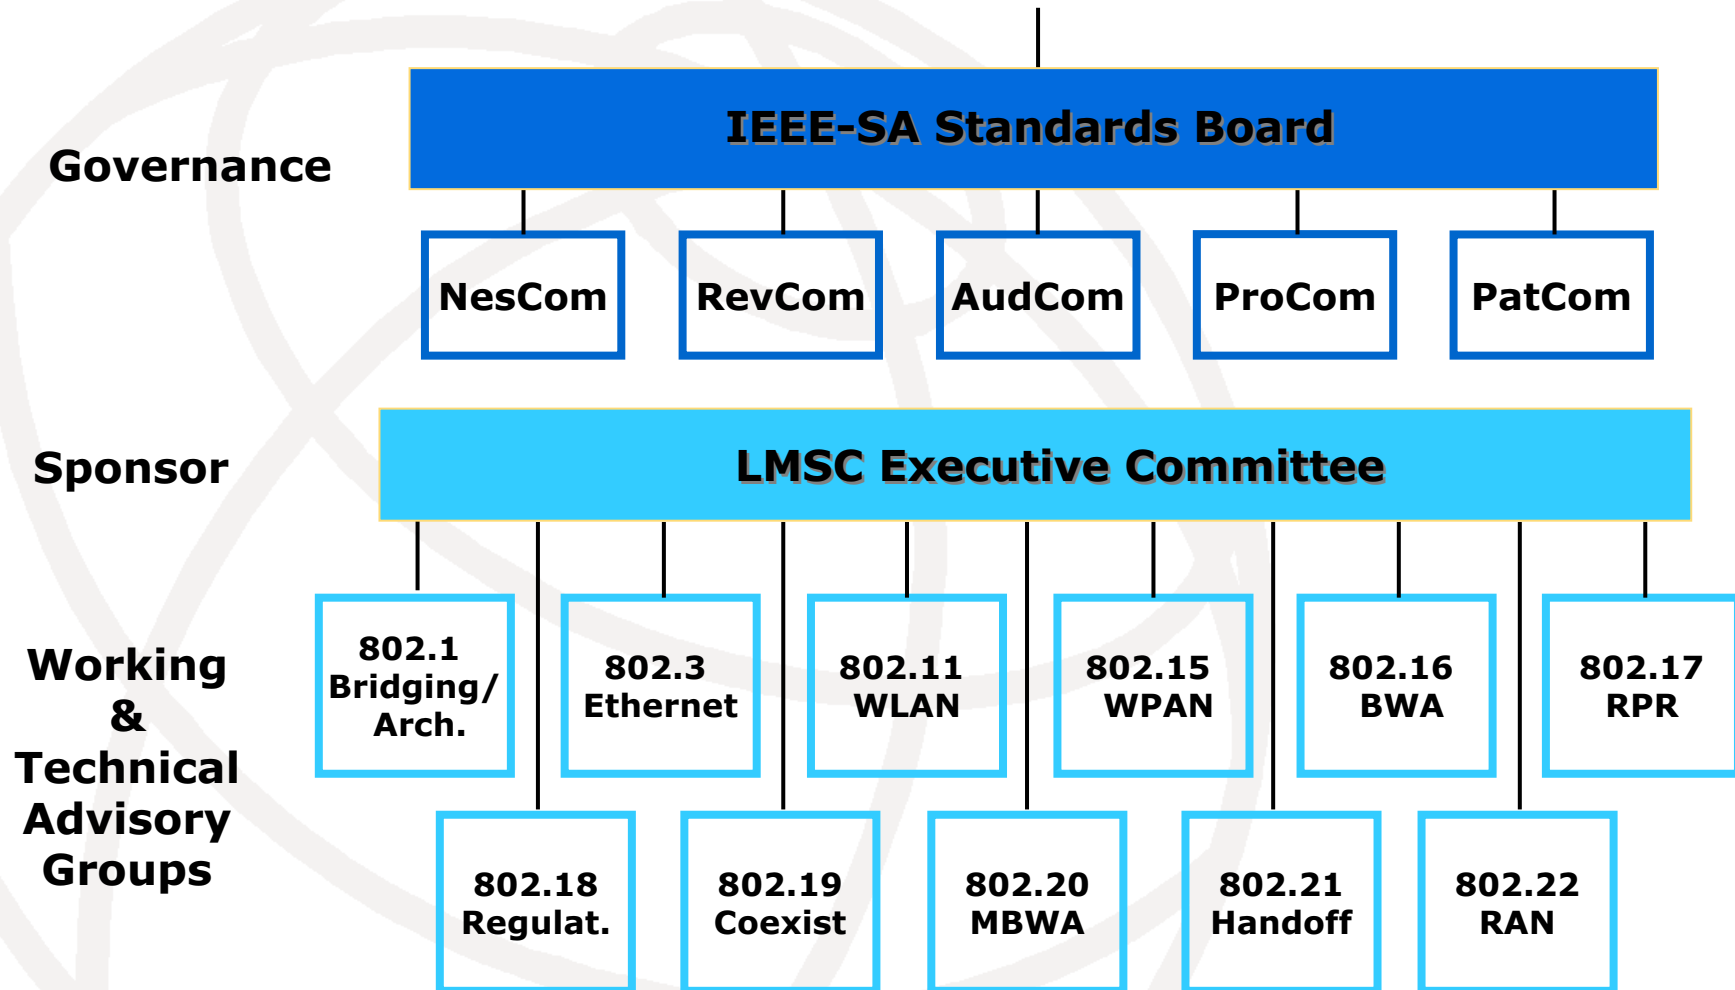 IEEE-SA Standards Board
Governance
NesCom
RevCom
AudCom
ProCom
PatCom
LMSC Executive Committee
Sponsor
Working
&
Technical
Advisory
Groups
802.1
Bridging/
Arch.
802.3
Ethernet
802.11
WLAN
802.15
WPAN
802.16
BWA
802.17
RPR
802.18
Regulat.
802.19
Coexist
802.20
MBWA
802.21
Handoff
802.22
RAN